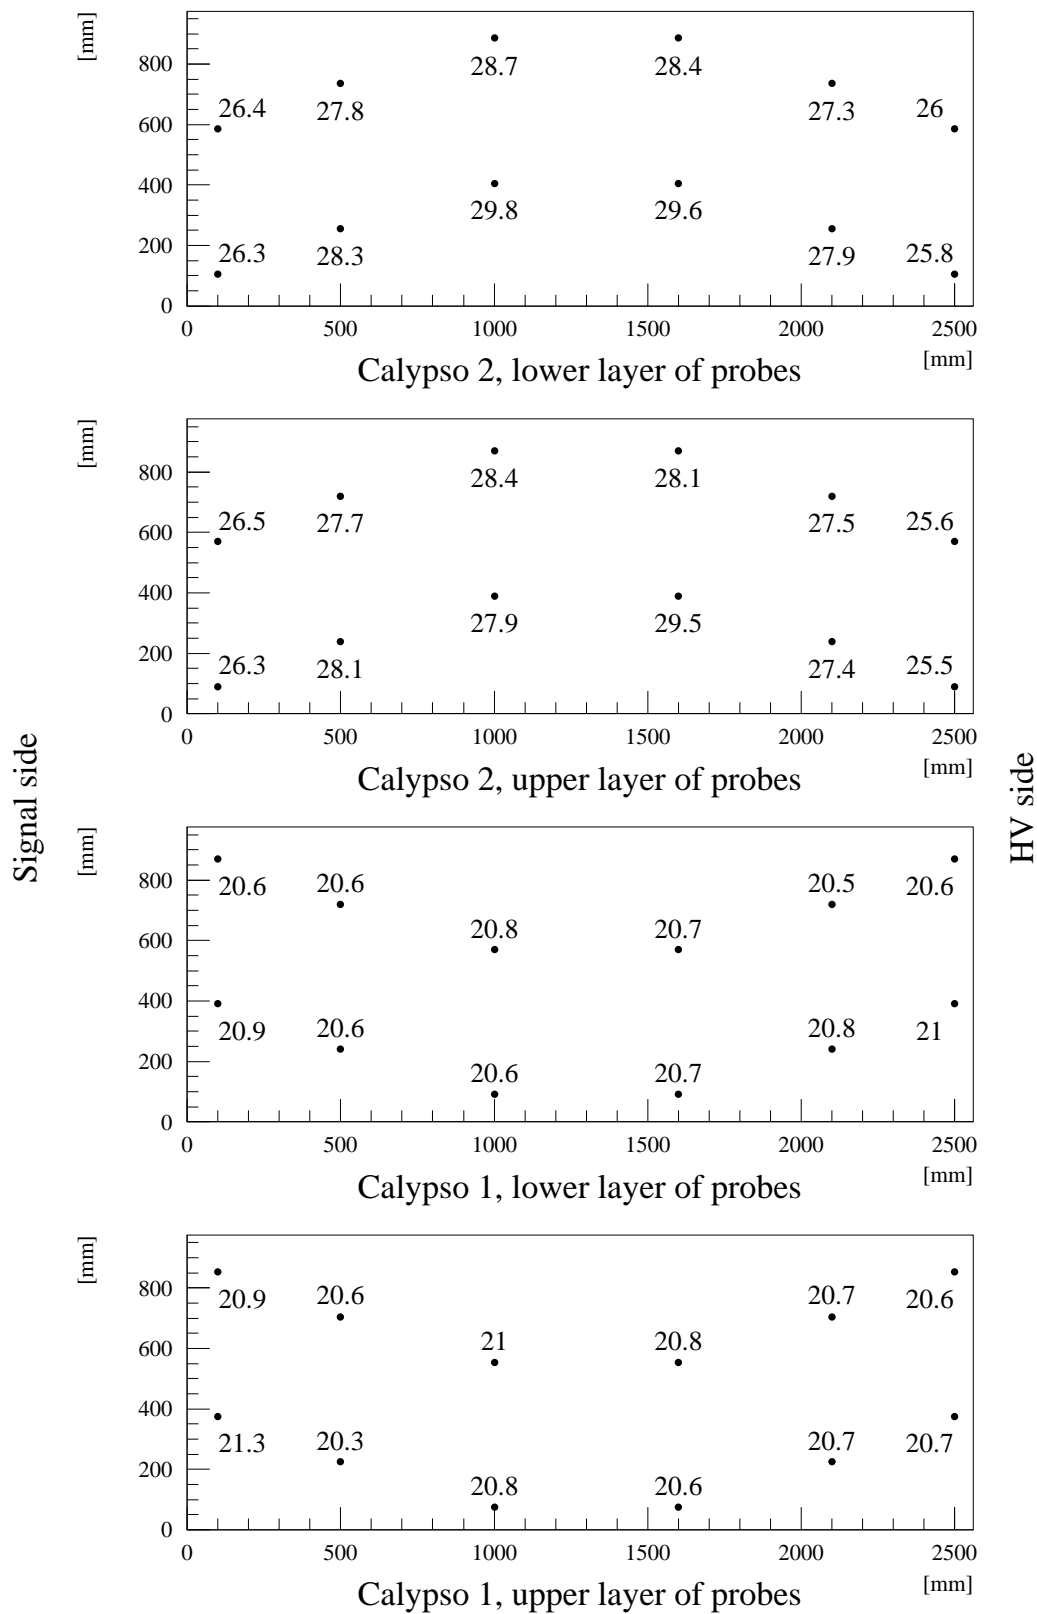 [mm]
28.7 28.4
800
27.8 27.3
26.4 26
600
400
29.8 29.6
28.3 27.9
26.3 25.8
200
0
0 500 1000 1500 2000 2500
[mm]
Calypso 2, lower layer of probes
[mm]
28.4 28.1
800
27.7 27.5
26.5 25.6
600
400
27.9 29.5
28.1 27.4
26.3 25.5
200
0
0 500 1000 1500 2000 2500
[mm]
Calypso 2, upper layer of probes
Signal side
HV side
[mm]
800
20.6 20.6 20.5 20.6
20.8 20.7
600
400
20.9 20.6 20.8 21
200
20.6 20.7
0
0 500 1000 1500 2000 2500
[mm]
Calypso 1, lower layer of probes
[mm]
800
20.9 20.6 20.7 20.6
21 20.8
600
400
21.3 20.3 20.7 20.7
200
20.8 20.6
0
0 500 1000 1500 2000 2500
[mm]
Calypso 1, upper layer of probes